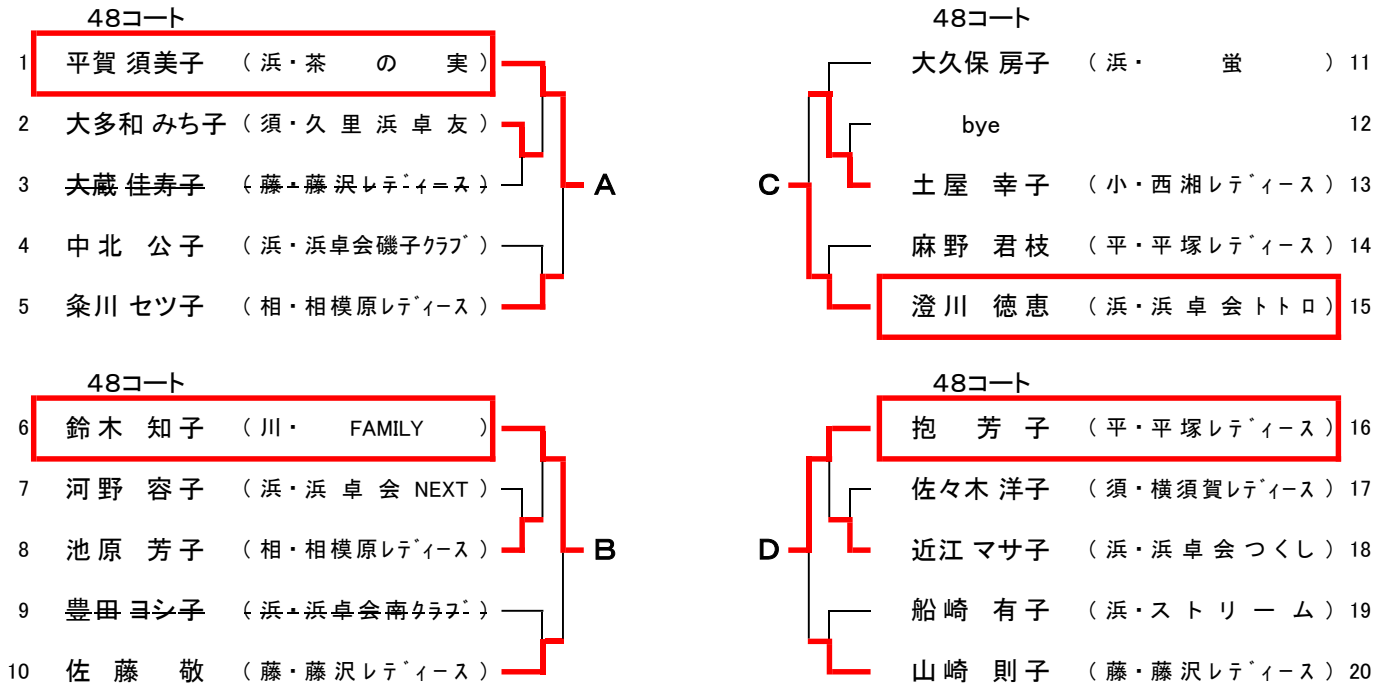 48コート
1 平賀 須美子 （ 浜・茶 の 実 ）
2 大多和 みち子 （ 須・久 里 浜 卓 友 ）
3 大蔵 佳寿子 （ 藤・藤 沢 レディース ）
4 中北 公子 （ 浜・浜卓会磯子クラブ ）
5 粂川 セツ子 （ 相・相模原レディース ）
A
48コート
6 鈴木 知子 （ 川・ FAMILY ）
7 河野 容子 （ 浜・浜 卓 会 NEXT ）
8 池原 芳子 （ 相・相模原レディース ）
9 豊田 ヨシ子 （ 浜・浜卓会南クラブ ）
10 佐藤 敬 （ 藤・藤 沢 レディース ）
B
48コート
大久保 房子 （ 浜・ 蛍 ） 11
bye 12
土屋 幸子 （ 小・西 湘 レディース ） 13
麻野 君枝 （ 平・平 塚 レディース ） 14
澄川 徳恵 （ 浜・浜 卓 会 トトロ ） 15
C
48コート
抱 芳子 （ 平・平 塚 レディース ） 16
佐々木 洋子 （ 須・横須賀レディース ） 17
近江 マサ子 （ 浜・浜 卓 会 つくし ） 18
船崎 有子 （ 浜・ス ト リ ー ム ） 19
山崎 則子 （ 藤・藤 沢 レディース ） 20
D